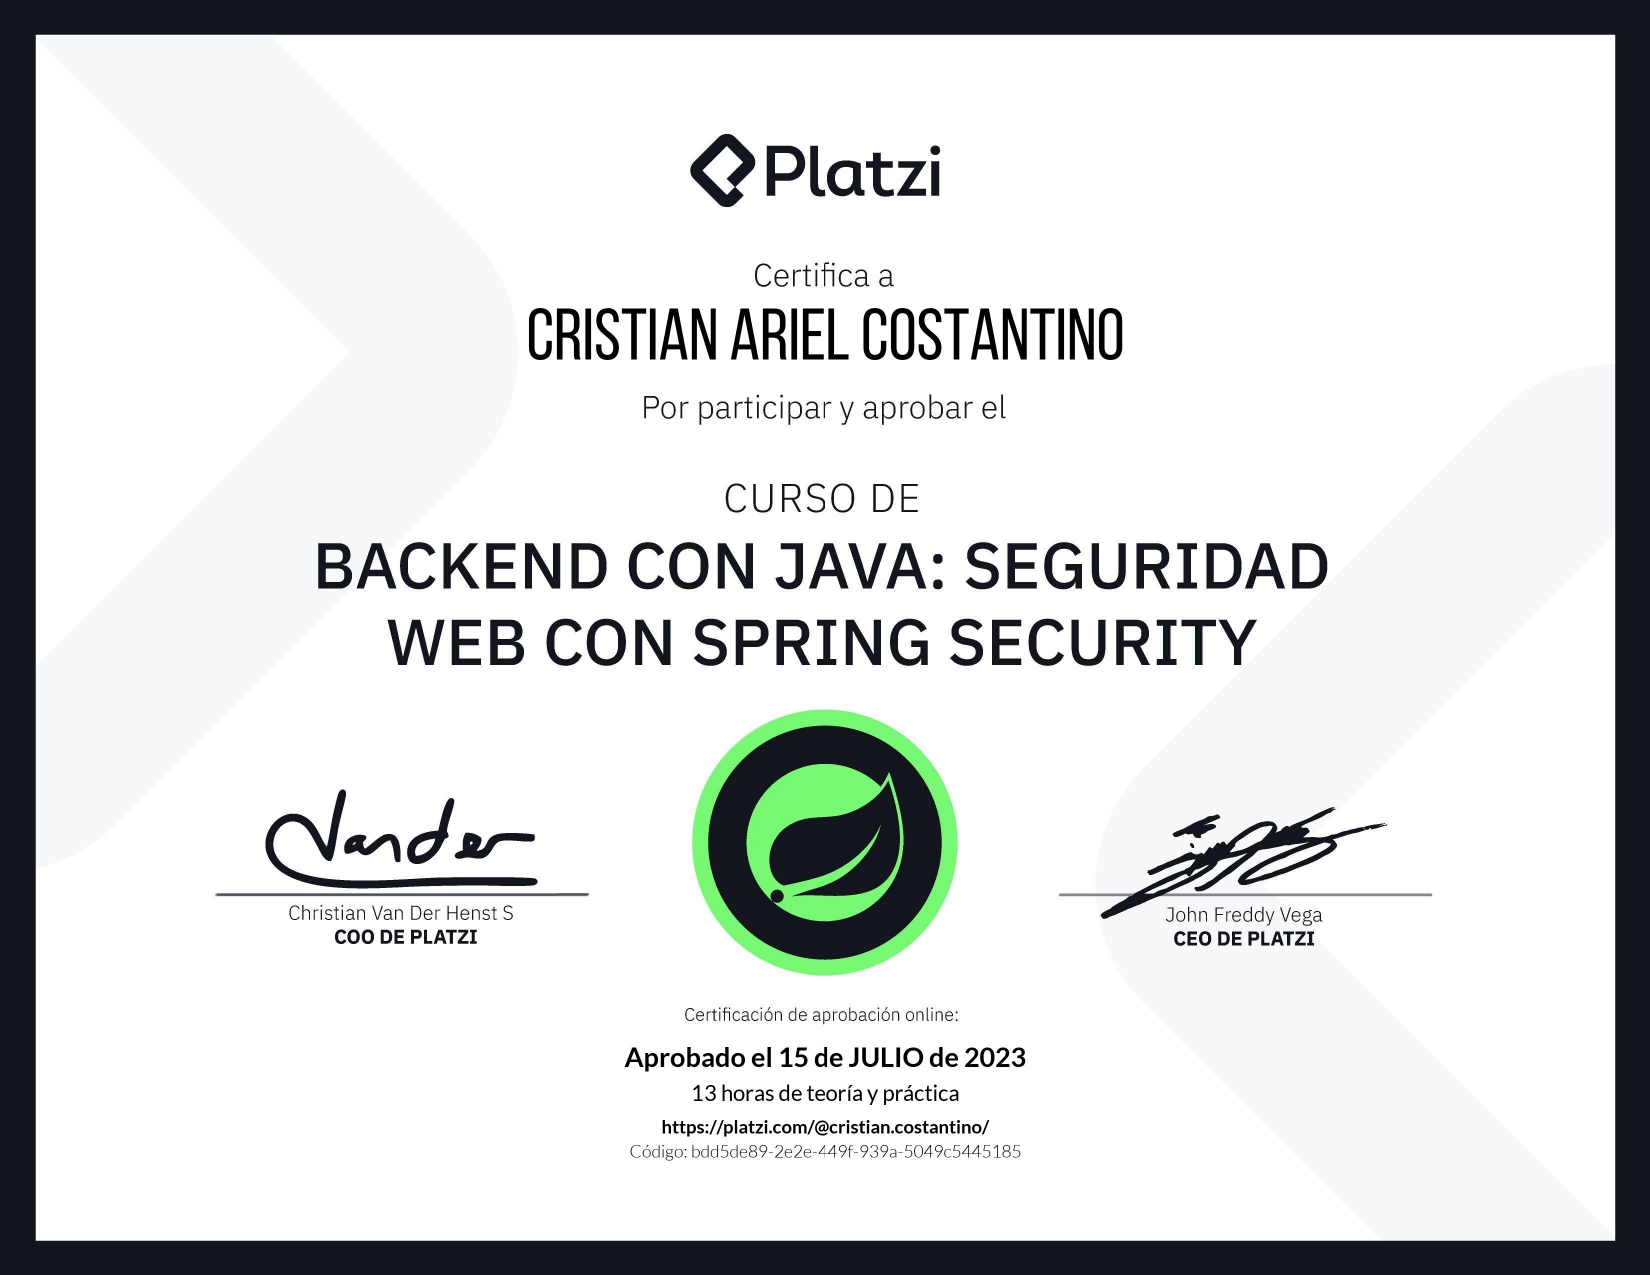 Platzi
Certifica a
CRISTIAN ARIEL COSTANTINO
Por participar y aprobar el
CURSO DE
BACKEND CON JAVA: SEGURIDAD
WEB CON SPRING SECURITY
Vander
Christian Van Der Henst S
COO DE PLATZI
John Freddy Vega
CEO DE PLATZI
Certificación de aprobación online:
Aprobado el 15 de JULIO de 2023
13 horas de teoría y práctica
https://platzi.com/@cristian.costantino/
Código: bdd5de89-2e2e-449f-939a-5049c5445185